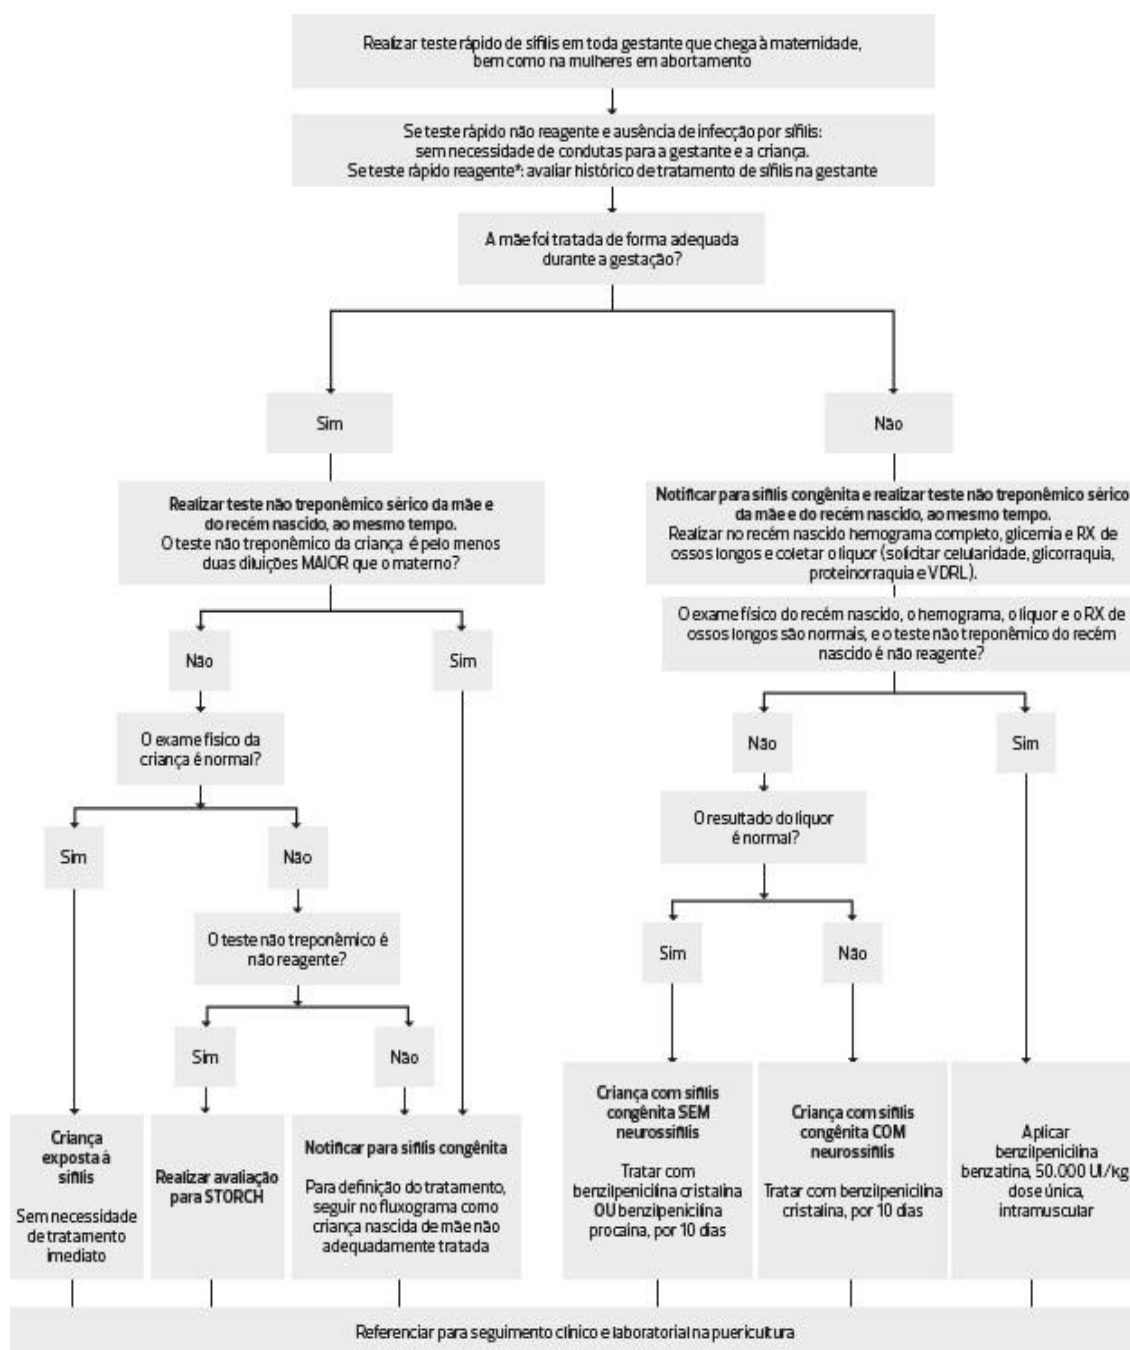 Realizar teste rápido de sífilis em toda gestante que chega à maternidade,
bem como na mulheres em abortamento
Se teste rápido não reagente e ausência de infecção por sífilis:
sem necessidade de condutas para a gestante e a criança.
Se teste rápido reagente*: avaliar histórico de tratamento de sífilis na gestante
A mãe foi tratada de forma adequada
durante a gestação?
Sim
Não
Realizar teste não treponêmico sérico da mãe e
do recém nascido, ao mesmo tempo.
O teste não treponêmico da criança é pelo menos
duas diluições MAIOR que o materno?
Notificar para sífilis congênita e realizar teste não treponêmico sérico
da mãe e do recém nascido, ao mesmo tempo.
Realizar no recém nascido hemograma completo, glicemia e RX de
ossos longos e coletar o liquor (solicitar celularidade, glicorraquia,
proteinorraquia e VDRL).
O exame físico do recém nascido, o hemograma, o liquor e o RX de
ossos longos são normais, e o teste não treponêmico do recém
nascido é não reagente?
Não
Sim
O exame físico da
criança é normal?
Não
Sim
O resultado do liquor
é normal?
Sim
Não
O teste não treponêmico é
não reagente?
Sim
Não
Sim
Não
Criança
exposta à
sífilis
Sem necessidade
de tratamento
imediato
Realizar avaliação
para STORCH
Notificar para sífilis congênita
Para definição do tratamento,
seguir no fluxograma como
criança nascida de mãe não
adequadamente tratada
Criança com sífilis
congênita SEM
neurossífilis
Tratar com
benzilpenicilina cristalina
OU benzilpenicilina
procaína, por 10 dias
Criança com sífilis
congênita COM
neurossífilis
Tratar com benzilpenicilina
cristalina, por 10 dias
Aplicar
benzilpenicilina
benzatina, 50.000 UI/kg
dose única,
intramuscular
Referenciar para seguimento clínico e laboratorial na puericultura